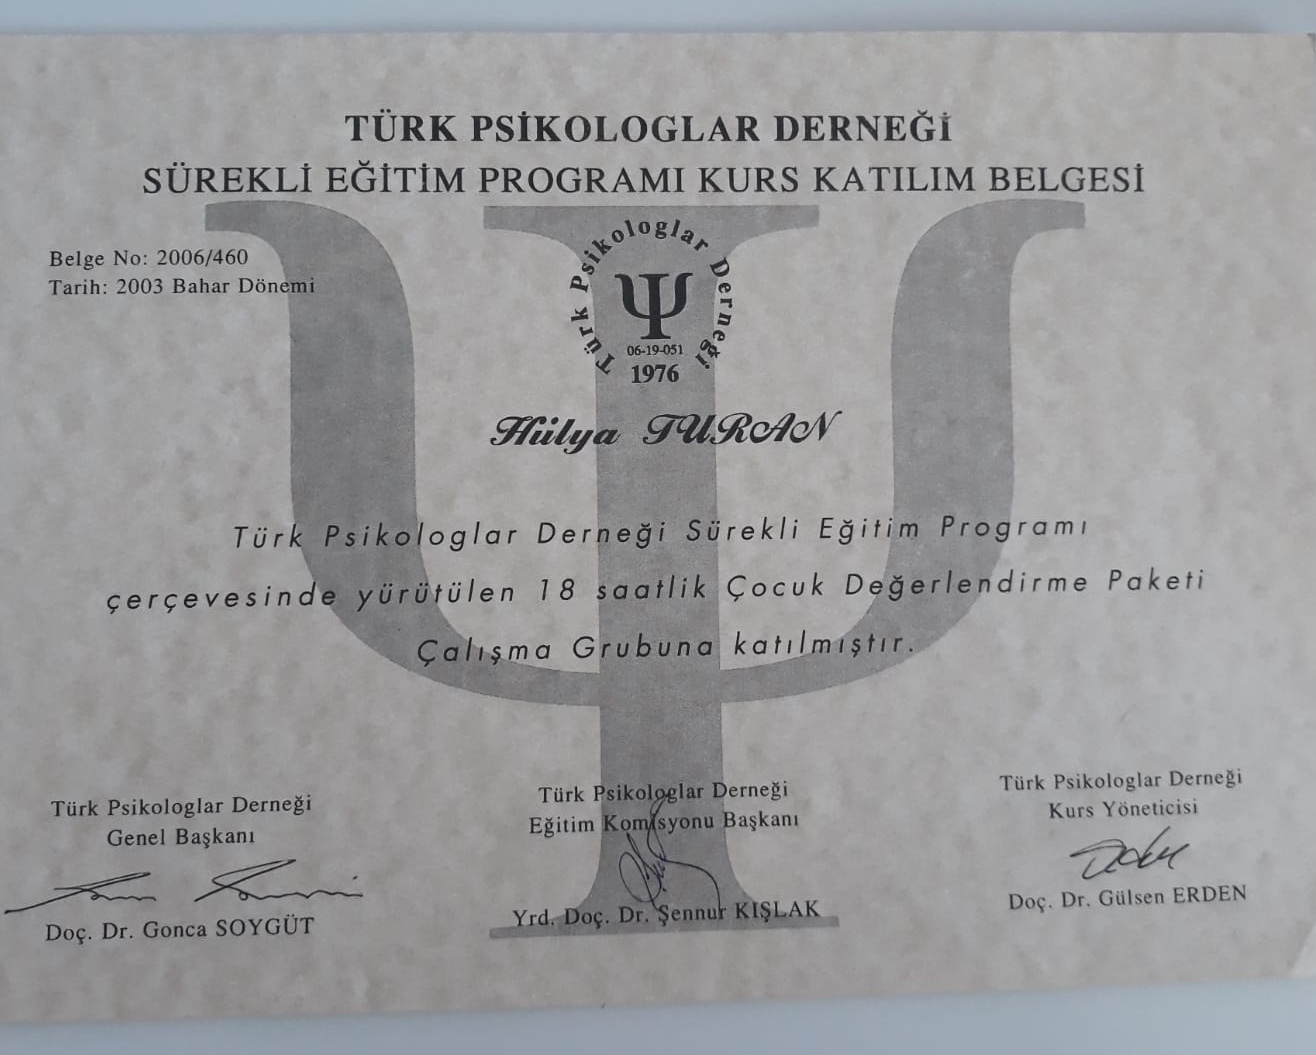 TÜRK PSİKOLOGLAR DERNEĞİ
SÜREKLİ EĞİTİM PROGRAMI KURS KATILIM BELGESİ
Belge No: 2006/460
Tarih: 2003 Bahar Dönemi
Türk Psikologlar Derneği
Ψ
06-19-051
1976
Hülya TURAN
Türk Psikologlar Derneği Sürekli Eğitim Programı
çerçevesinde yürütülen 18 saatlik Çocuk Değerlendirme Paketi
Çalışma Grubuna katılmıştır.
Türk Psikologlar Derneği
Genel Başkanı
Doç. Dr. Gonca SOYGÜT
Türk Psikologlar Derneği
Eğitim Komisyonu Başkanı
Yrd. Doç. Dr. Şennur KIŞLAK
Türk Psikologlar Derneği
Kurs Yöneticisi
Doç. Dr. Gülsen ERDEN